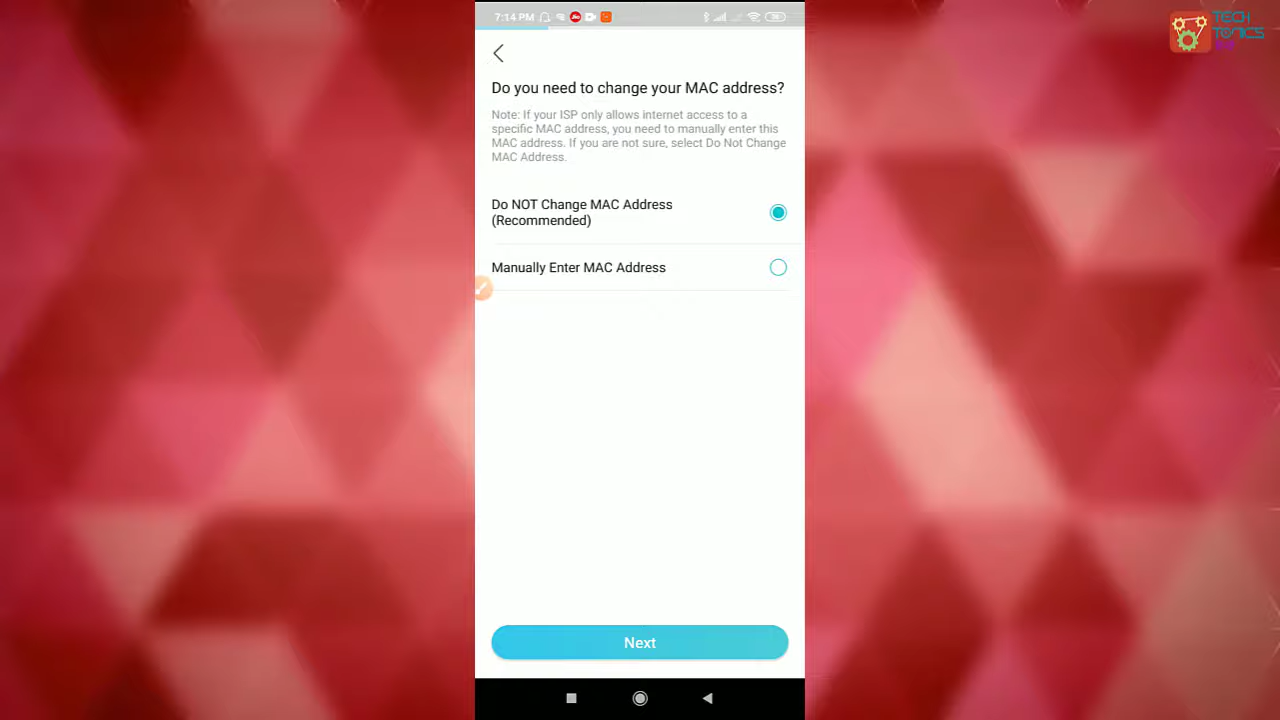 7:14 PM
TECH
TONICS
Do you need to change your MAC address?
Note: If your ISP only allows internet access to a
specific MAC address, you need to manually enter this
MAC address. If you are not sure, select Do Not Change
MAC Address.
Do NOT Change MAC Address
(Recommended)
Manually Enter MAC Address
Next